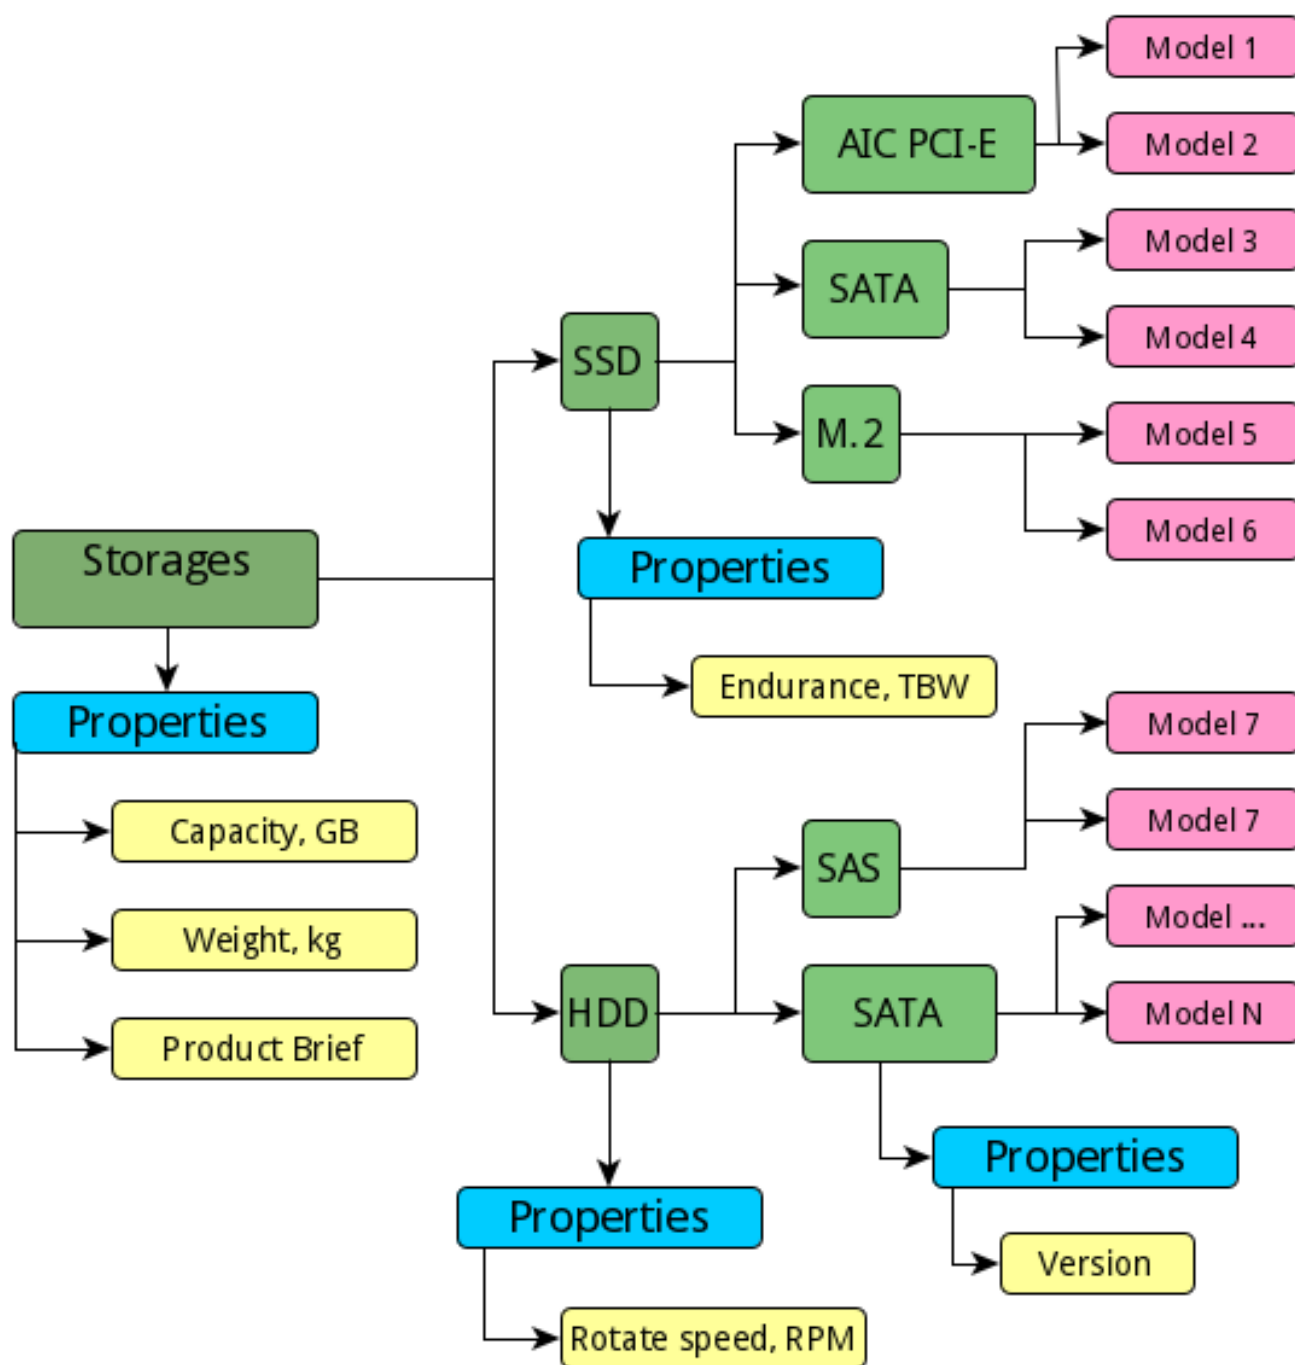 Model 1
AIC PCI-E
Model 2
Model 3
SATA
Model 4
SSD
M.2
Model 5
Model 6
Storages
Properties
Endurance, TBW
Properties
Model 7
Capacity, GB
Model 7
SAS
Weight, kg
Model ...
HDD
SATA
Model N
Product Brief
Properties
Properties
Version
Rotate speed, RPM